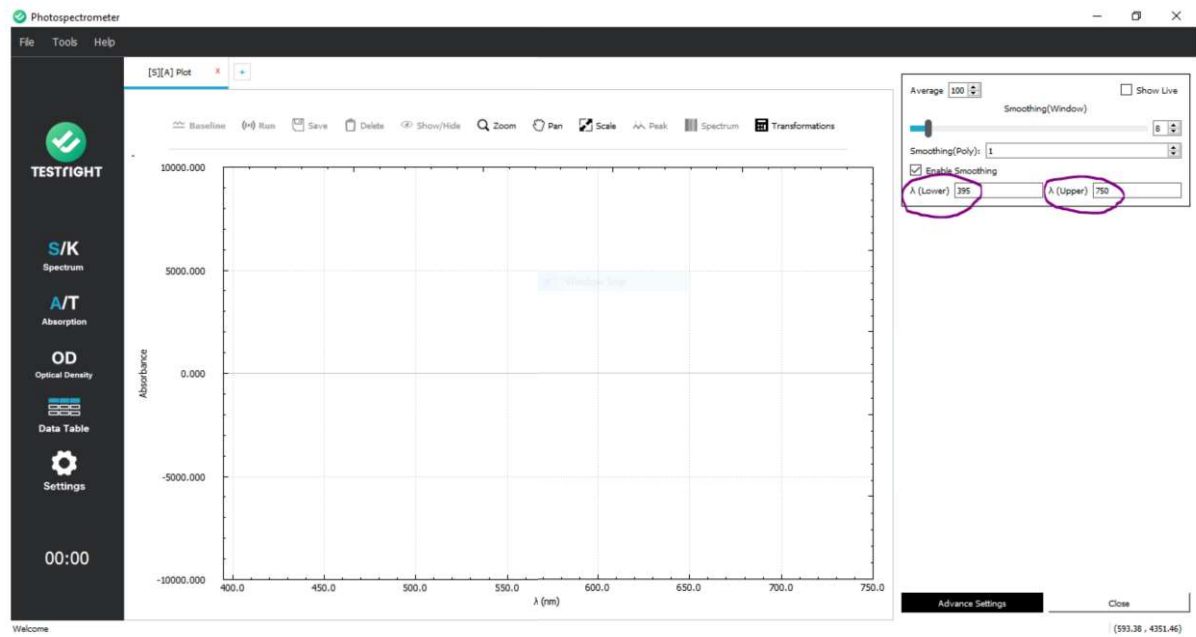 Photospectrometer
File Tools Help
[S][A] Plot x +
Baseline Run Save Delete Show/Hide Zoom Pan Scale Peak Spectrum Transformations
TESTRIGHT
S/K
Spectrum
A/T
Absorption
OD
Optical Density
Data Table
Settings
00:00
Absorbance
10000.000
5000.000
0.000
-5000.000
-10000.000
400.0 450.0 500.0 550.0 600.0 650.0 700.0 750.0
λ (nm)
Average 100 Show Live
Smoothing(Window)
8
Smoothing(Poly): 1
Enable Smoothing
λ (Lower) 395 λ (Upper) 750
Advance Settings Close
Welcome (593.38 , 4351.46)